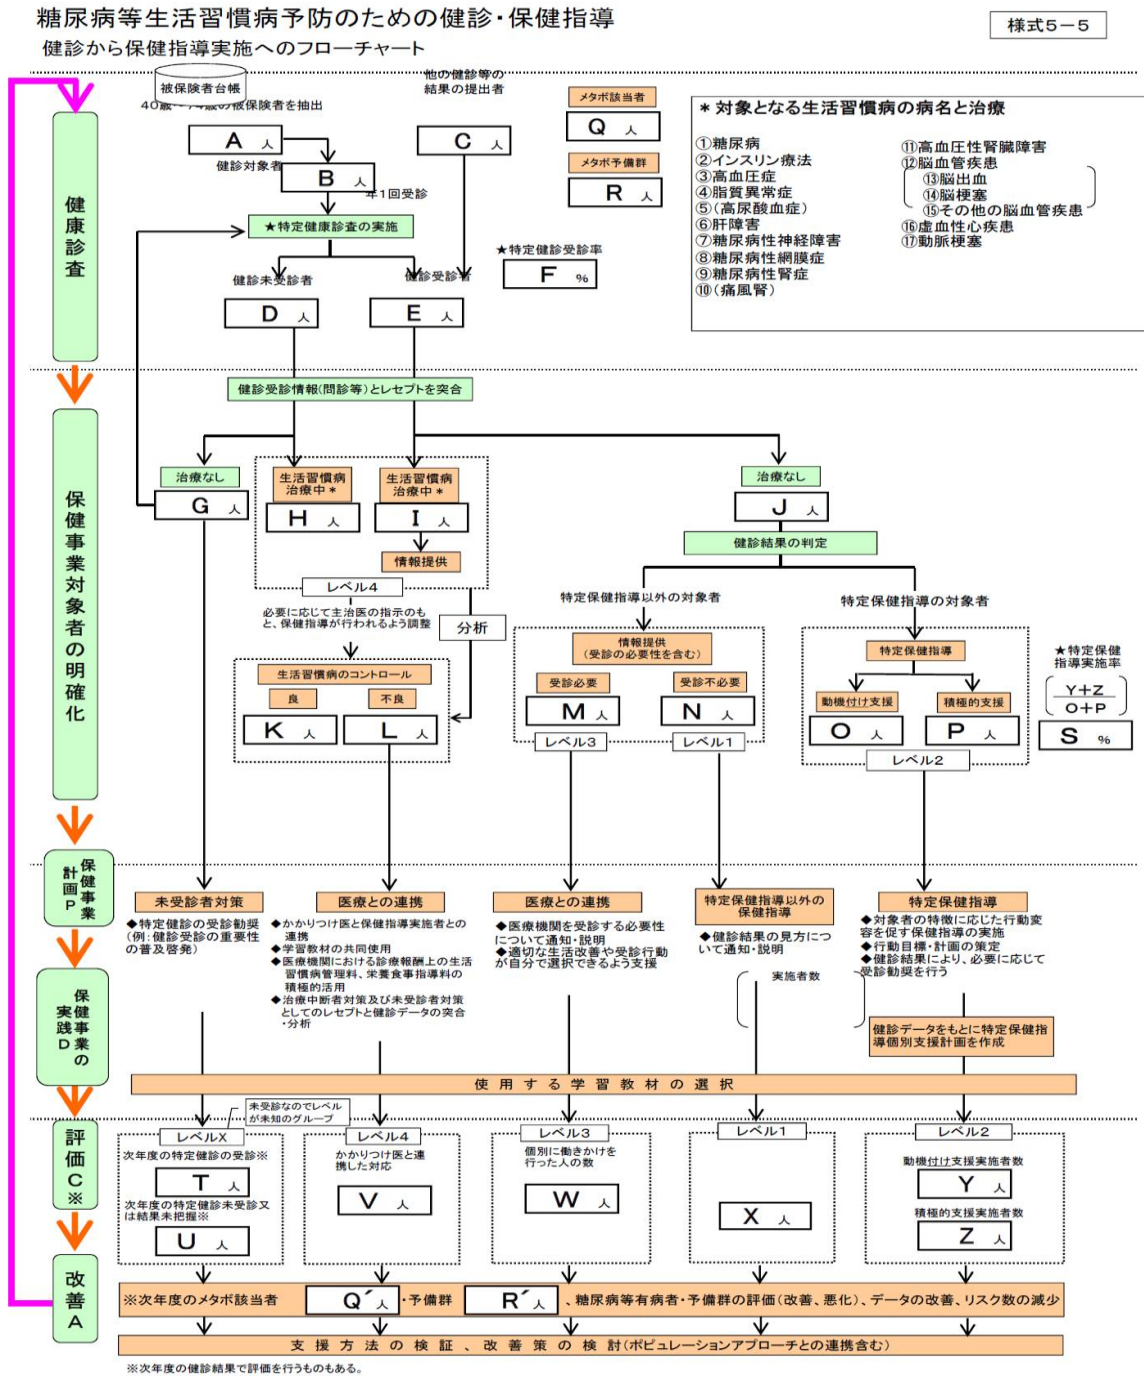 糖尿病等生活習慣病予防のための健診・保健指導
様式5－5
健診から保健指導実施へのフローチャート
被保険者台帳
40歳～74歳の被保険者を抽出
他の健診等の
結果の提出者
A 人
健診対象者
B 人
年1回受診
C 人
メタボ該当者
Q 人
メタボ予備群
R 人
★特定健康診査の実施
★特定健診受診率
F %
健診未受診者
健診受診者
D 人
E 人
＊対象となる生活習慣病の病名と治療
①糖尿病
②インスリン療法
③高血圧症
④脂質異常症
⑤(高尿酸血症)
⑥肝障害
⑦糖尿病性神経障害
⑧糖尿病性網膜症
⑨糖尿病性腎症
⑩(痛風腎)
⑪高血圧性腎臓障害
⑫脳血管疾患
⑬脳出血
⑭脳梗塞
⑮その他の脳血管疾患
⑯虚血性心疾患
⑰動脈梗塞
健康診査
健診受診情報(問診等)とレセプトを突合
保健事業対象者の明確化
治療なし
G 人
生活習慣病
治療中＊
H 人
生活習慣病
治療中＊
I 人
情報提供
レベル4
必要に応じて主治医の指示のも
と、保健指導が行われるよう調整
分析
生活習慣病のコントロール
良
不良
K 人
L 人
治療なし
J 人
健診結果の判定
特定保健指導以外の対象者
特定保健指導の対象者
情報提供
(受診の必要性を含む)
受診必要
受診不必要
M 人
N 人
レベル3
レベル1
特定保健指導
動機付け支援
積極的支援
O 人
P 人
レベル2
★特定保健
指導実施率
Y+Z
O+P
S %
保健事業
計画P
未受診者対策
◆特定健診の受診勧奨
(例:健診受診の重要性
の普及啓発)
医療との連携
◆かかりつけ医と保健指導実施者との
連携
◆学習教材の共同使用
◆医療機関における診療報酬上の生活
習慣病管理料、栄養食事指導料の
積極的活用
◆治療中断者対策及び未受診者対策
としてのレセプトと健診データの突合
・分析
医療との連携
◆医療機関を受診する必要性
について通知・説明
◆適切な生活改善や受診行動
が自分で選択できるよう支援
特定保健指導以外の
保健指導
◆健診結果の見方につ
いて通知・説明
実施者数
特定保健指導
◆対象者の特徴に応じた行動変
容を促す保健指導の実施
◆行動目標・計画の策定
◆健診結果により、必要に応じて
受診勧奨を行う
健診データをもとに特定保健指
導個別支援計画を作成
保健事業の
実践D
使用する学習教材の選択
未受診なのでレベル
が未知のグループ
評価C※
レベルX
次年度の特定健診の受診※
T 人
次年度の特定健診未受診又
は結果未把握※
U 人
レベル4
かかりつけ医と連
携した対応
V 人
レベル3
個別に働きかけを
行った人の数
W 人
レベル1
X 人
レベル2
動機付け支援実施者数
Y 人
積極的支援実施者数
Z 人
改善A
※次年度のメタボ該当者 Q´人 ・予備群 R´人 、糖尿病等有病者・予備群の評価(改善、悪化)、データの改善、リスク数の減少
支援方法の検証、改善策の検討(ポピュレーションアプローチとの連携含む)
※次年度の健診結果で評価を行うものもある。